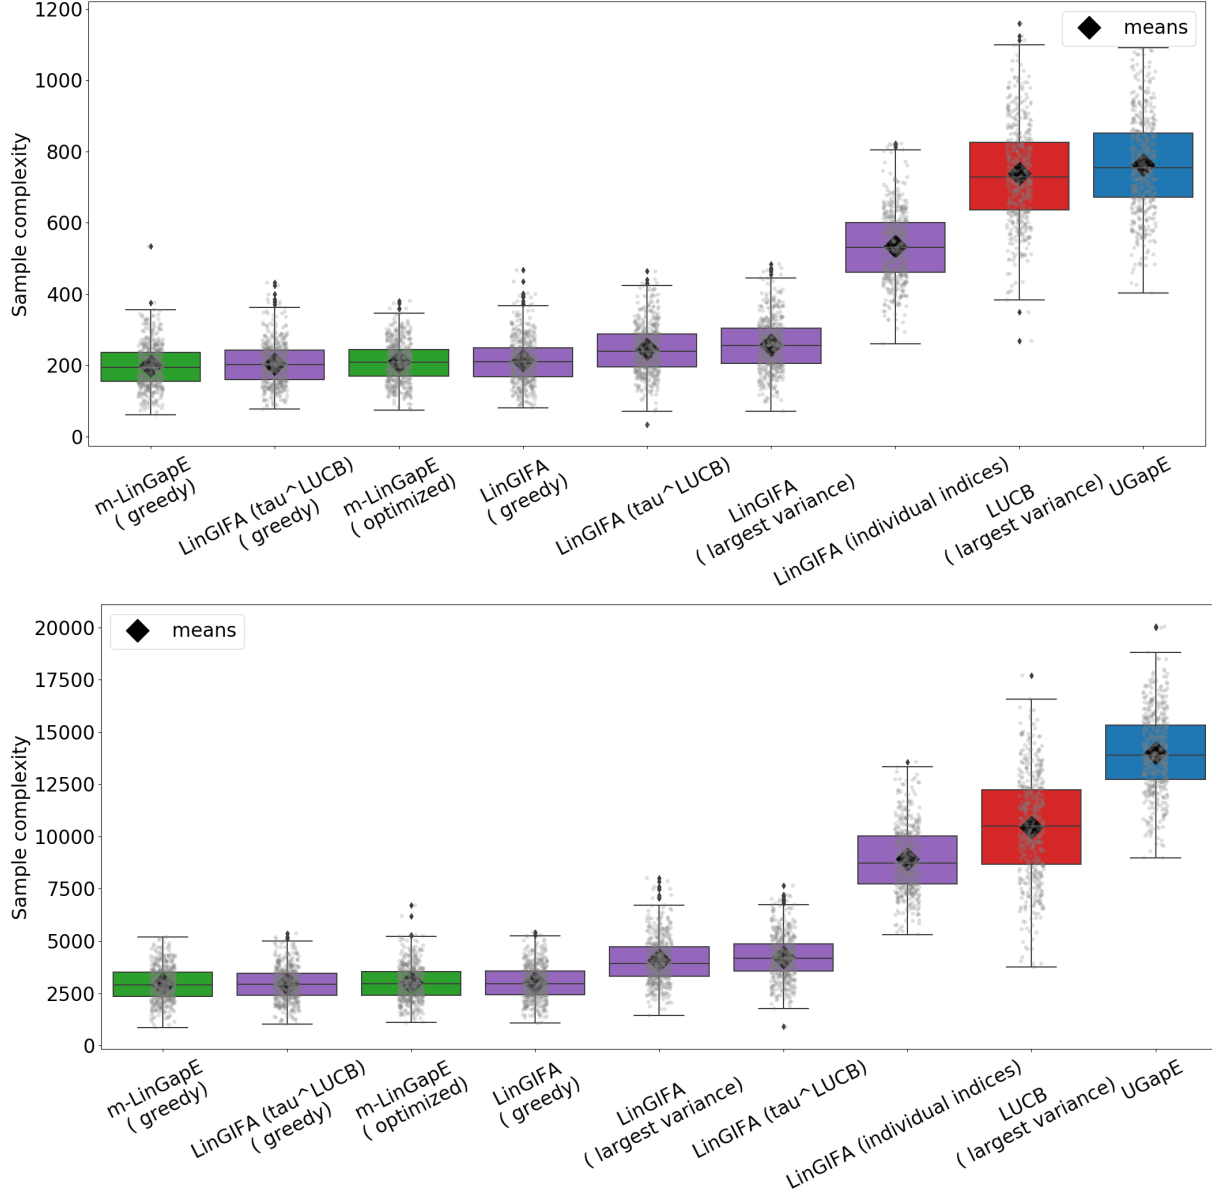 1200
1000
800
600
400
200
0
Sample complexity
means
m-LinGapE
( greedy)
LinGIFA (tau^LUCB)
( greedy)
m-LinGapE
( optimized)
LinGIFA
( greedy)
LinGIFA (tau^LUCB)
LinGIFA
( largest variance)
LinGIFA (individual indices)
LUCB
( largest variance)
UGapE
20000
17500
15000
12500
10000
7500
5000
2500
0
Sample complexity
means
m-LinGapE
( greedy)
LinGIFA (tau^LUCB)
( greedy)
m-LinGapE
( optimized)
LinGIFA
( greedy)
LinGIFA
( largest variance)
LinGIFA (tau^LUCB)
LinGIFA (individual indices)
LUCB
( largest variance)
UGapE